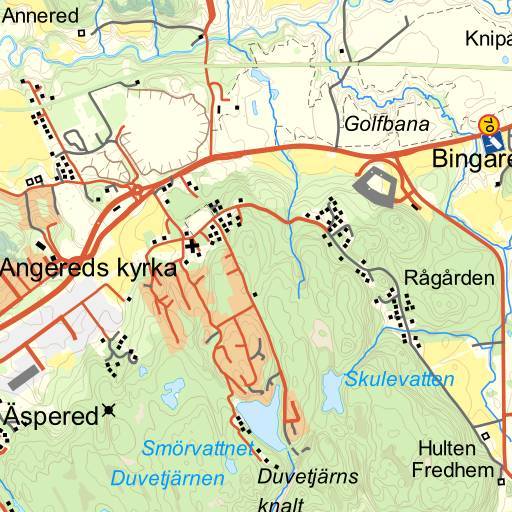 Annered
Knipa
Golfbana
Bingare
Angereds kyrka
Rågården
Skulevatten
Äspered
Smörvattnet
Duvetjärnen
Duvetjärns
knalt
Hulten
Fredhem